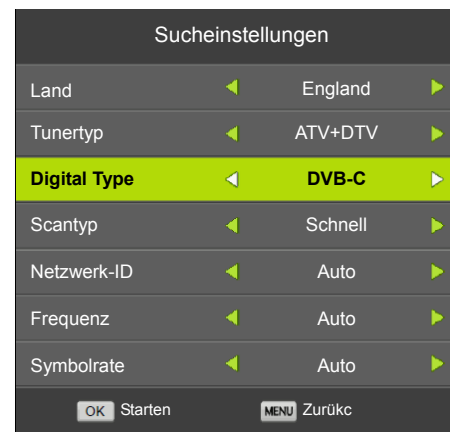 Sucheinstellungen
Land England
Tunertyp ATV+DTV
Digital Type DVB-C
Scantyp Schnell
Netzwerk-ID Auto
Frequenz Auto
Symbolrate Auto
OK Starten MENU Zurükc